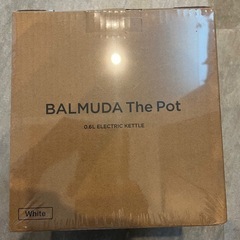 BALMUDA The Pot
0.6L ELECTRIC KETTLE
White